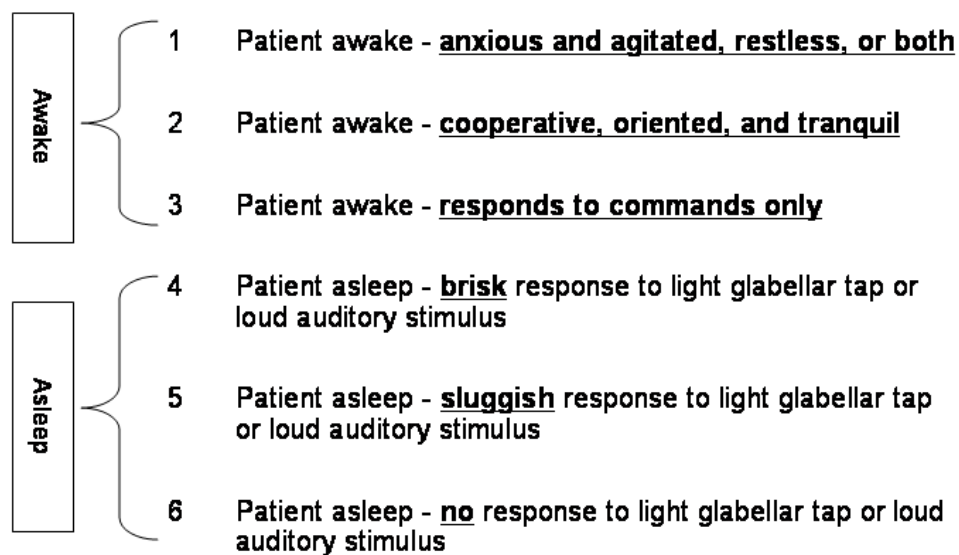 Awake
1 Patient awake - anxious and agitated, restless, or both
2 Patient awake - cooperative, oriented, and tranquil
3 Patient awake - responds to commands only
Asleep
4 Patient asleep - brisk response to light glabellar tap or
loud auditory stimulus
5 Patient asleep - sluggish response to light glabellar tap
or loud auditory stimulus
6 Patient asleep - no response to light glabellar tap or loud
auditory stimulus